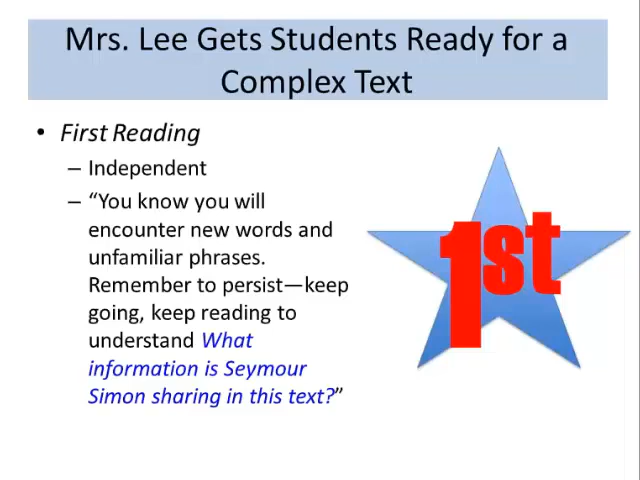 Mrs. Lee Gets Students Ready for a
Complex Text
• First Reading
– Independent
– “You know you will
encounter new words and
unfamiliar phrases.
Remember to persist—keep
going, keep reading to
understand What
information is Seymour
Simon sharing in this text?”
1st